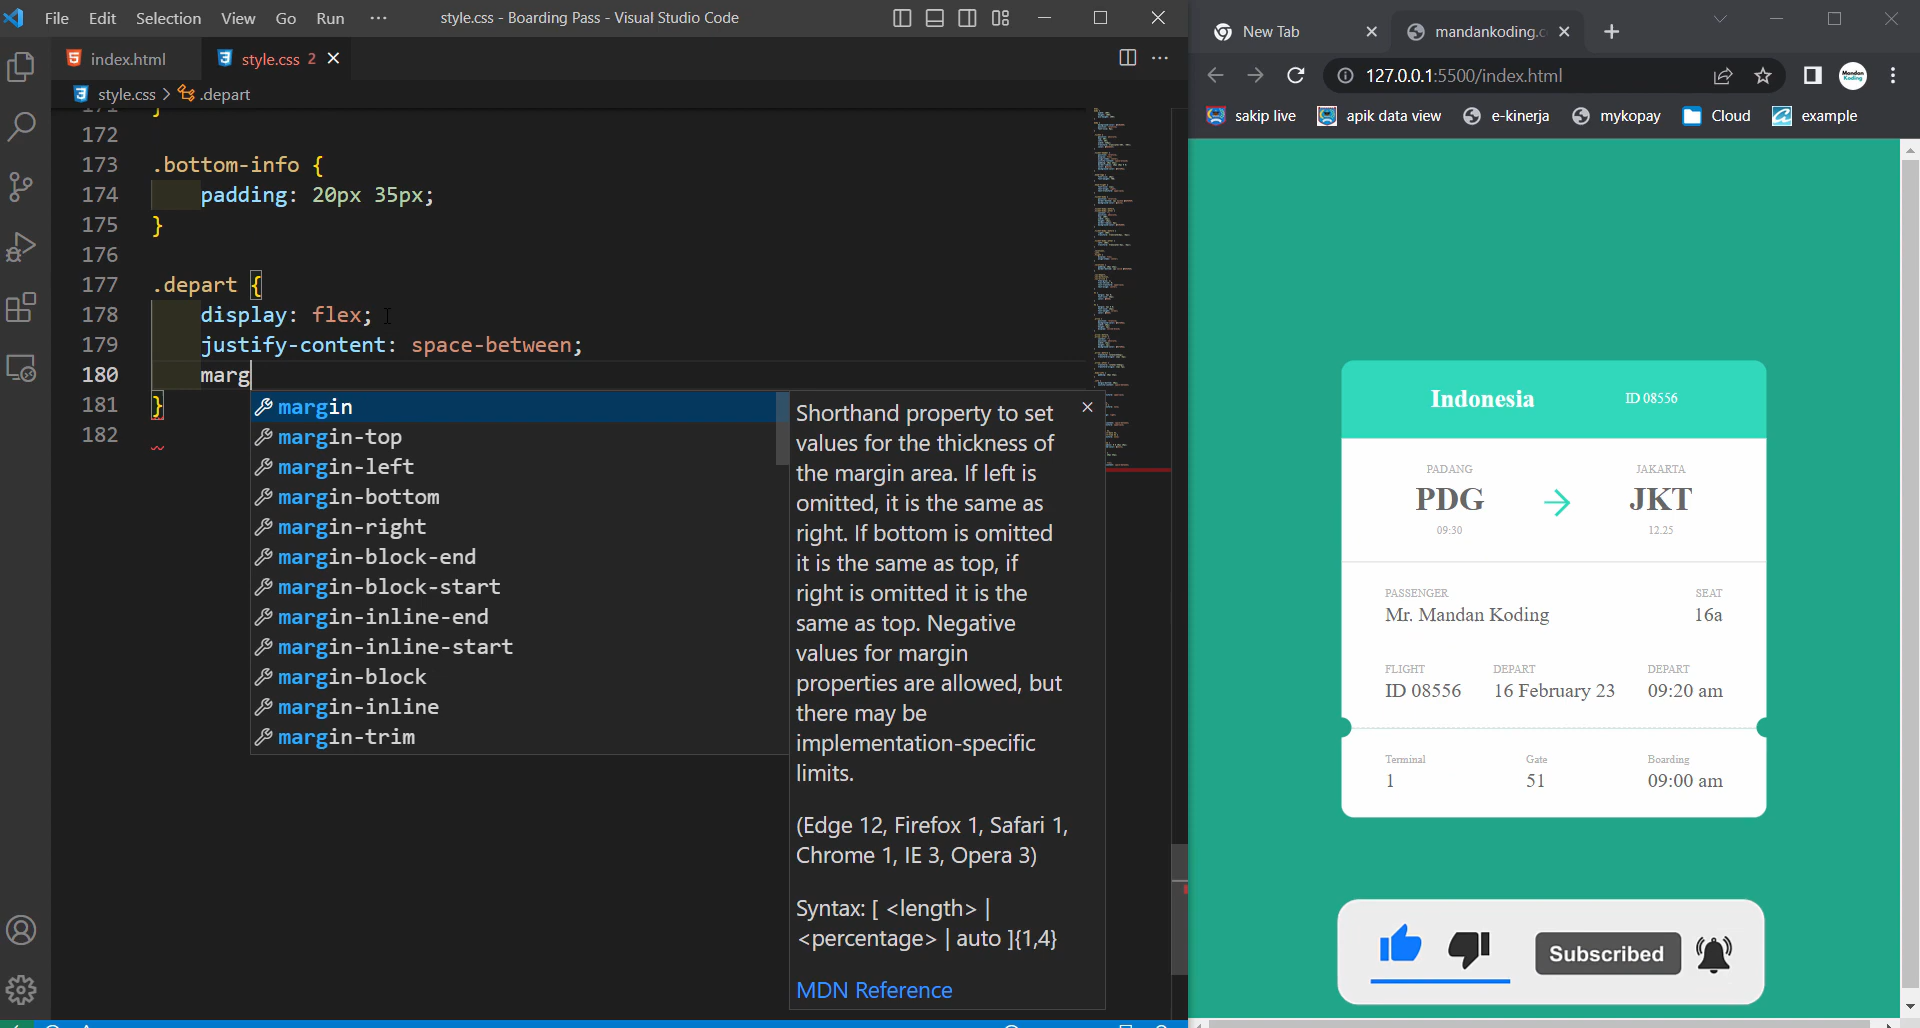 File Edit Selection View Go Run ··· style.css - Boarding Pass - Visual Studio Code
index.html style.css 2
style.css > .depart
171 }
172
173 .bottom-info {
174 padding: 20px 35px;
175 }
176
177 .depart {
178 display: flex;
179 justify-content: space-between;
180 marg
181 }
182
margin
margin-top
margin-left
margin-bottom
margin-right
margin-block-end
margin-block-start
margin-inline-end
margin-inline-start
margin-block
margin-inline
margin-trim
Shorthand property to set
values for the thickness of
the margin area. If left is
omitted, it is the same as
right. If bottom is omitted
it is the same as top, if
right is omitted it is the
same as top. Negative
values for margin
properties are allowed, but
there may be
implementation-specific
limits.
(Edge 12, Firefox 1, Safari 1,
Chrome 1, IE 3, Opera 3)
Syntax: [ <length> |
<percentage> | auto ]{1,4}
MDN Reference
New Tab mandankoding.
127.0.0.1:5500/index.html
Mandan
Koding
sakip live apik data view e-kinerja mykopay Cloud example
Indonesia ID 08556
PADANG JAKARTA
PDG JKT
09:30 12.25
PASSENGER SEAT
Mr. Mandan Koding 16a
FLIGHT DEPART DEPART
ID 08556 16 February 23 09:20 am
Terminal Gate Boarding
1 51 09:00 am
Subscribed